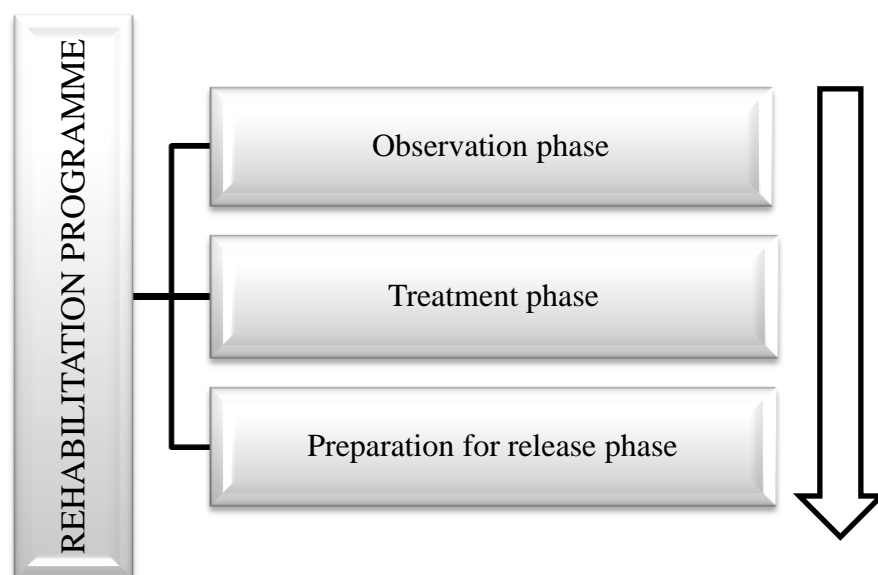 REHABILITATION PROGRAMME
Observation phase
Treatment phase
Preparation for release phase